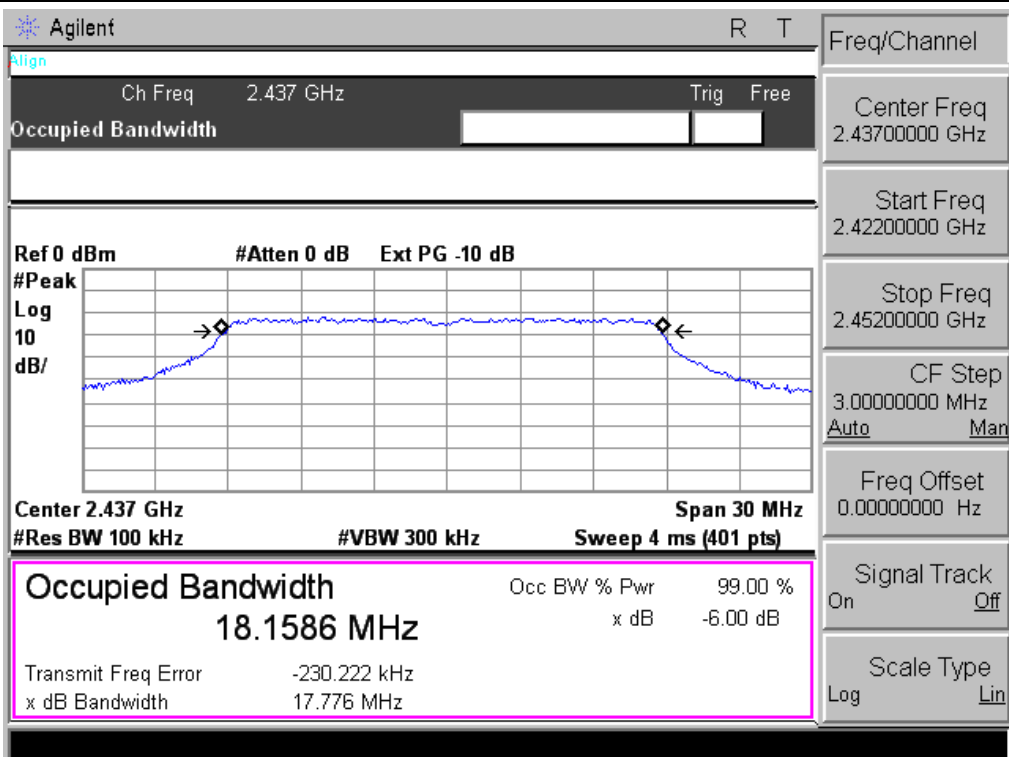 Agilent R T
Align
Ch Freq 2.437 GHz Trig Free
Occupied Bandwidth
Ref 0 dBm #Atten 0 dB Ext PG -10 dB
#Peak
Log
10
dB/
Center 2.437 GHz Span 30 MHz
#Res BW 100 kHz #VBW 300 kHz Sweep 4 ms (401 pts)
Occupied Bandwidth
18.1586 MHz
Occ BW % Pwr 99.00 %
x dB -6.00 dB
Transmit Freq Error -230.222 kHz
x dB Bandwidth 17.776 MHz
Freq/Channel
Center Freq
2.43700000 GHz
Start Freq
2.42200000 GHz
Stop Freq
2.45200000 GHz
CF Step
3.00000000 MHz
Auto Man
Freq Offset
0.00000000 Hz
Signal Track
On Off
Scale Type
Log Lin